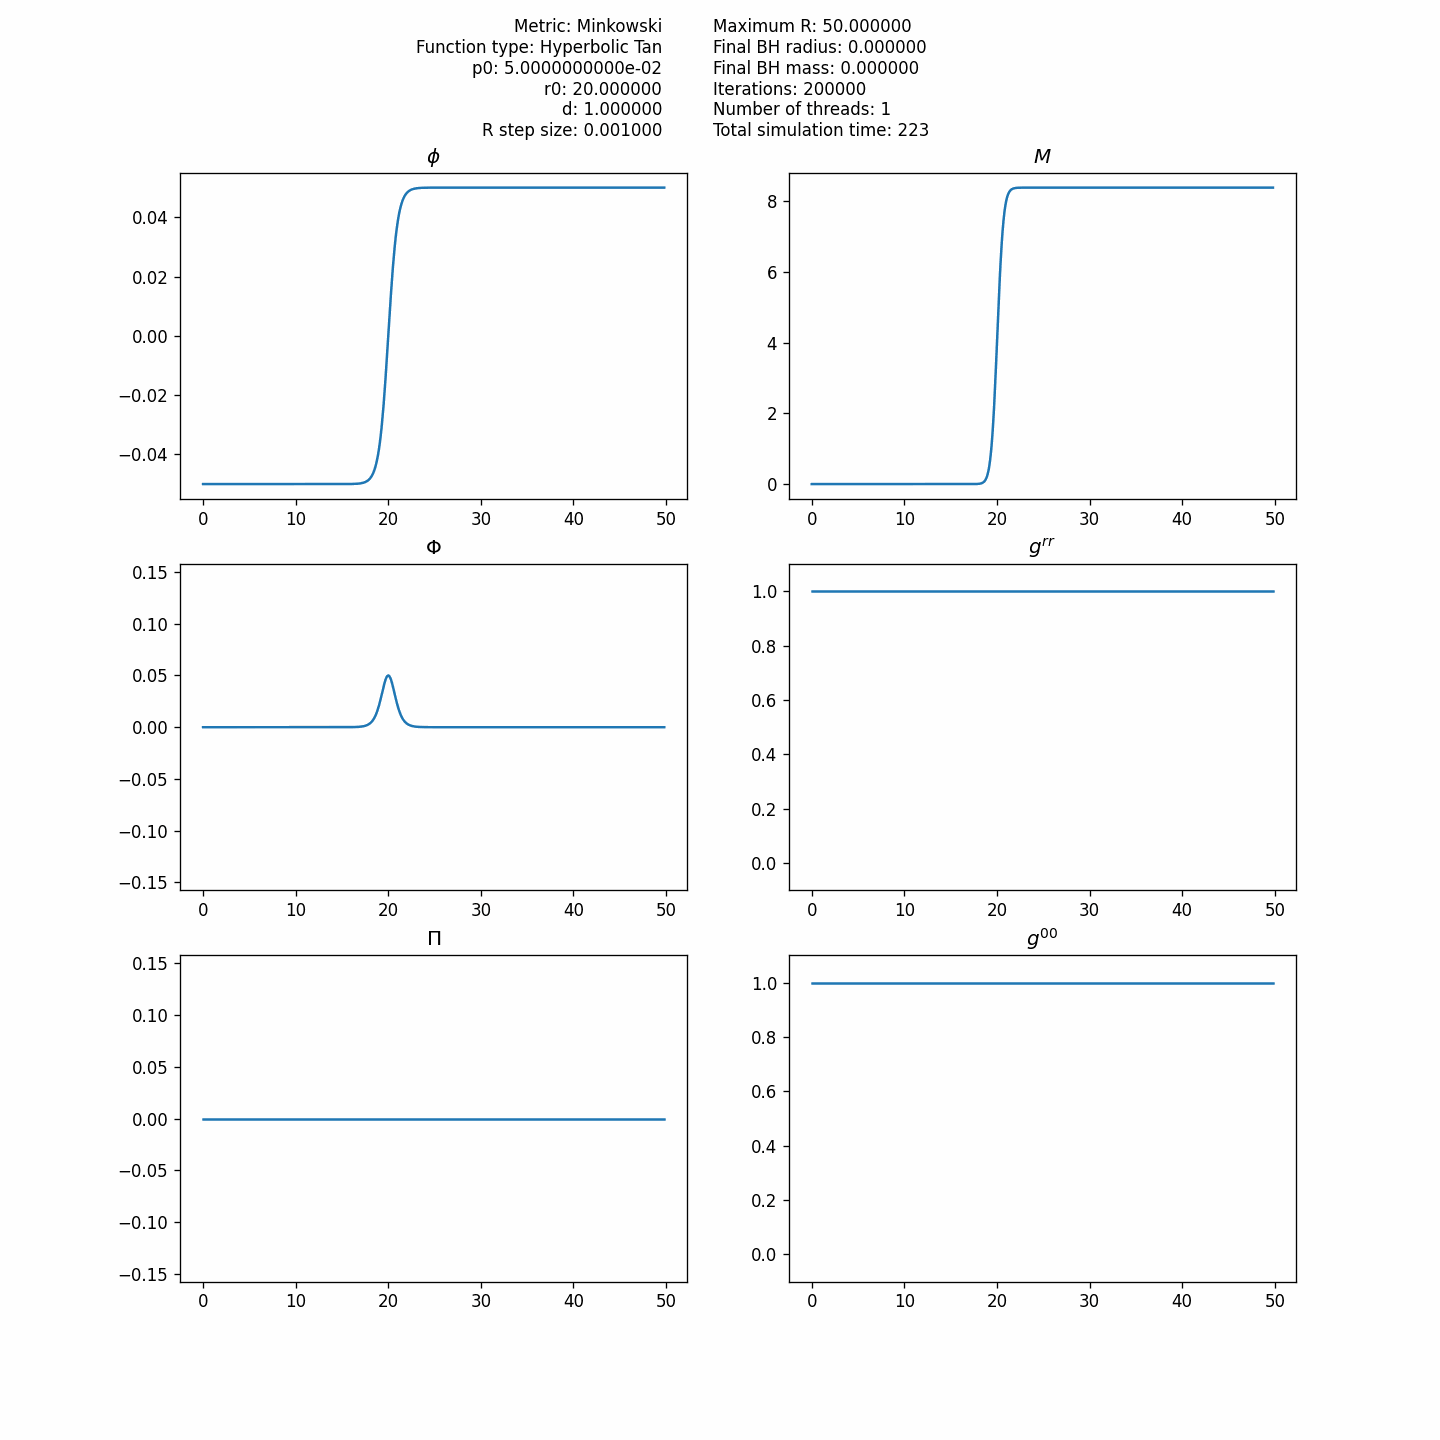 Metric: Minkowski
Function type: Hyperbolic Tan
p0: 5.0000000000e-02
r0: 20.000000
d: 1.000000
R step size: 0.001000
Maximum R: 50.000000
Final BH radius: 0.000000
Final BH mass: 0.000000
Iterations: 200000
Number of threads: 1
Total simulation time: 223
ϕ
0.04
0.02
0.00
−0.02
−0.04
0 10 20 30 40 50
M
8
6
4
2
0
0 10 20 30 40 50
Φ
0.15
0.10
0.05
0.00
−0.05
−0.10
−0.15
0 10 20 30 40 50
g^{rr}
1.0
0.8
0.6
0.4
0.2
0.0
0 10 20 30 40 50
Π
0.15
0.10
0.05
0.00
−0.05
−0.10
−0.15
0 10 20 30 40 50
g^{00}
1.0
0.8
0.6
0.4
0.2
0.0
0 10 20 30 40 50